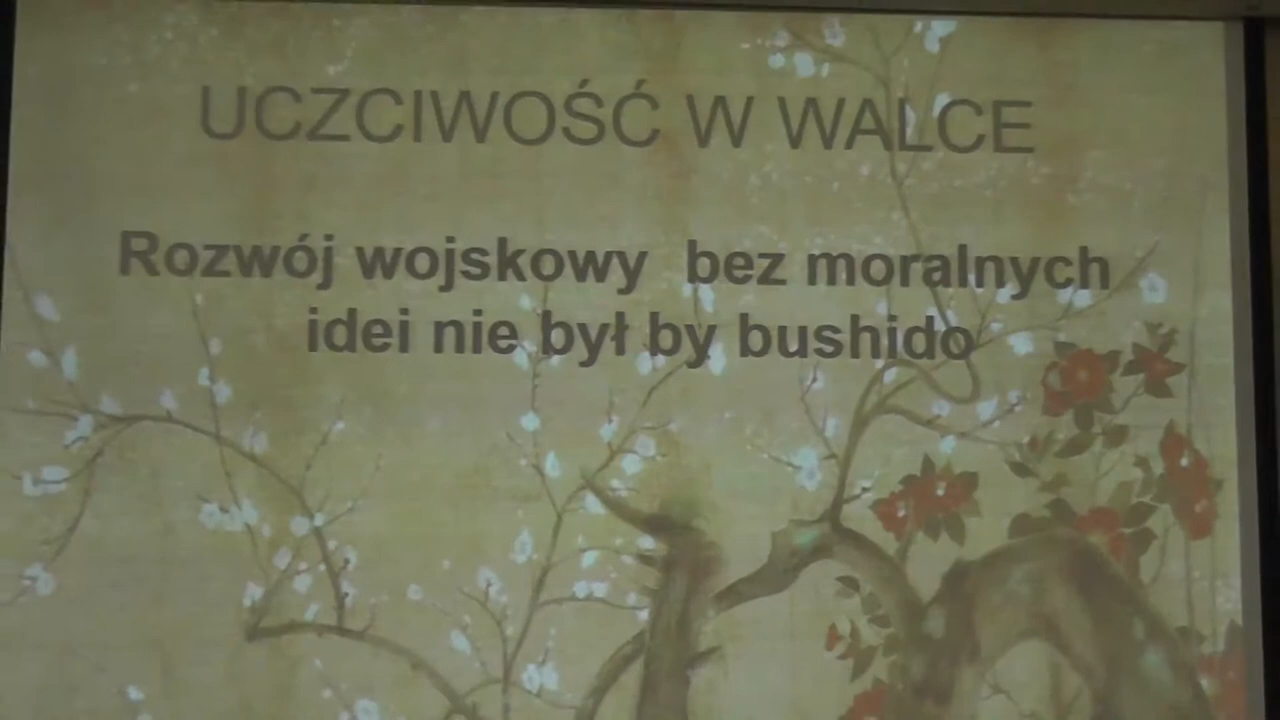 UCZCIWOŚĆ W WALCE
Rozwój wojskowy bez moralnych
idei nie był by bushido